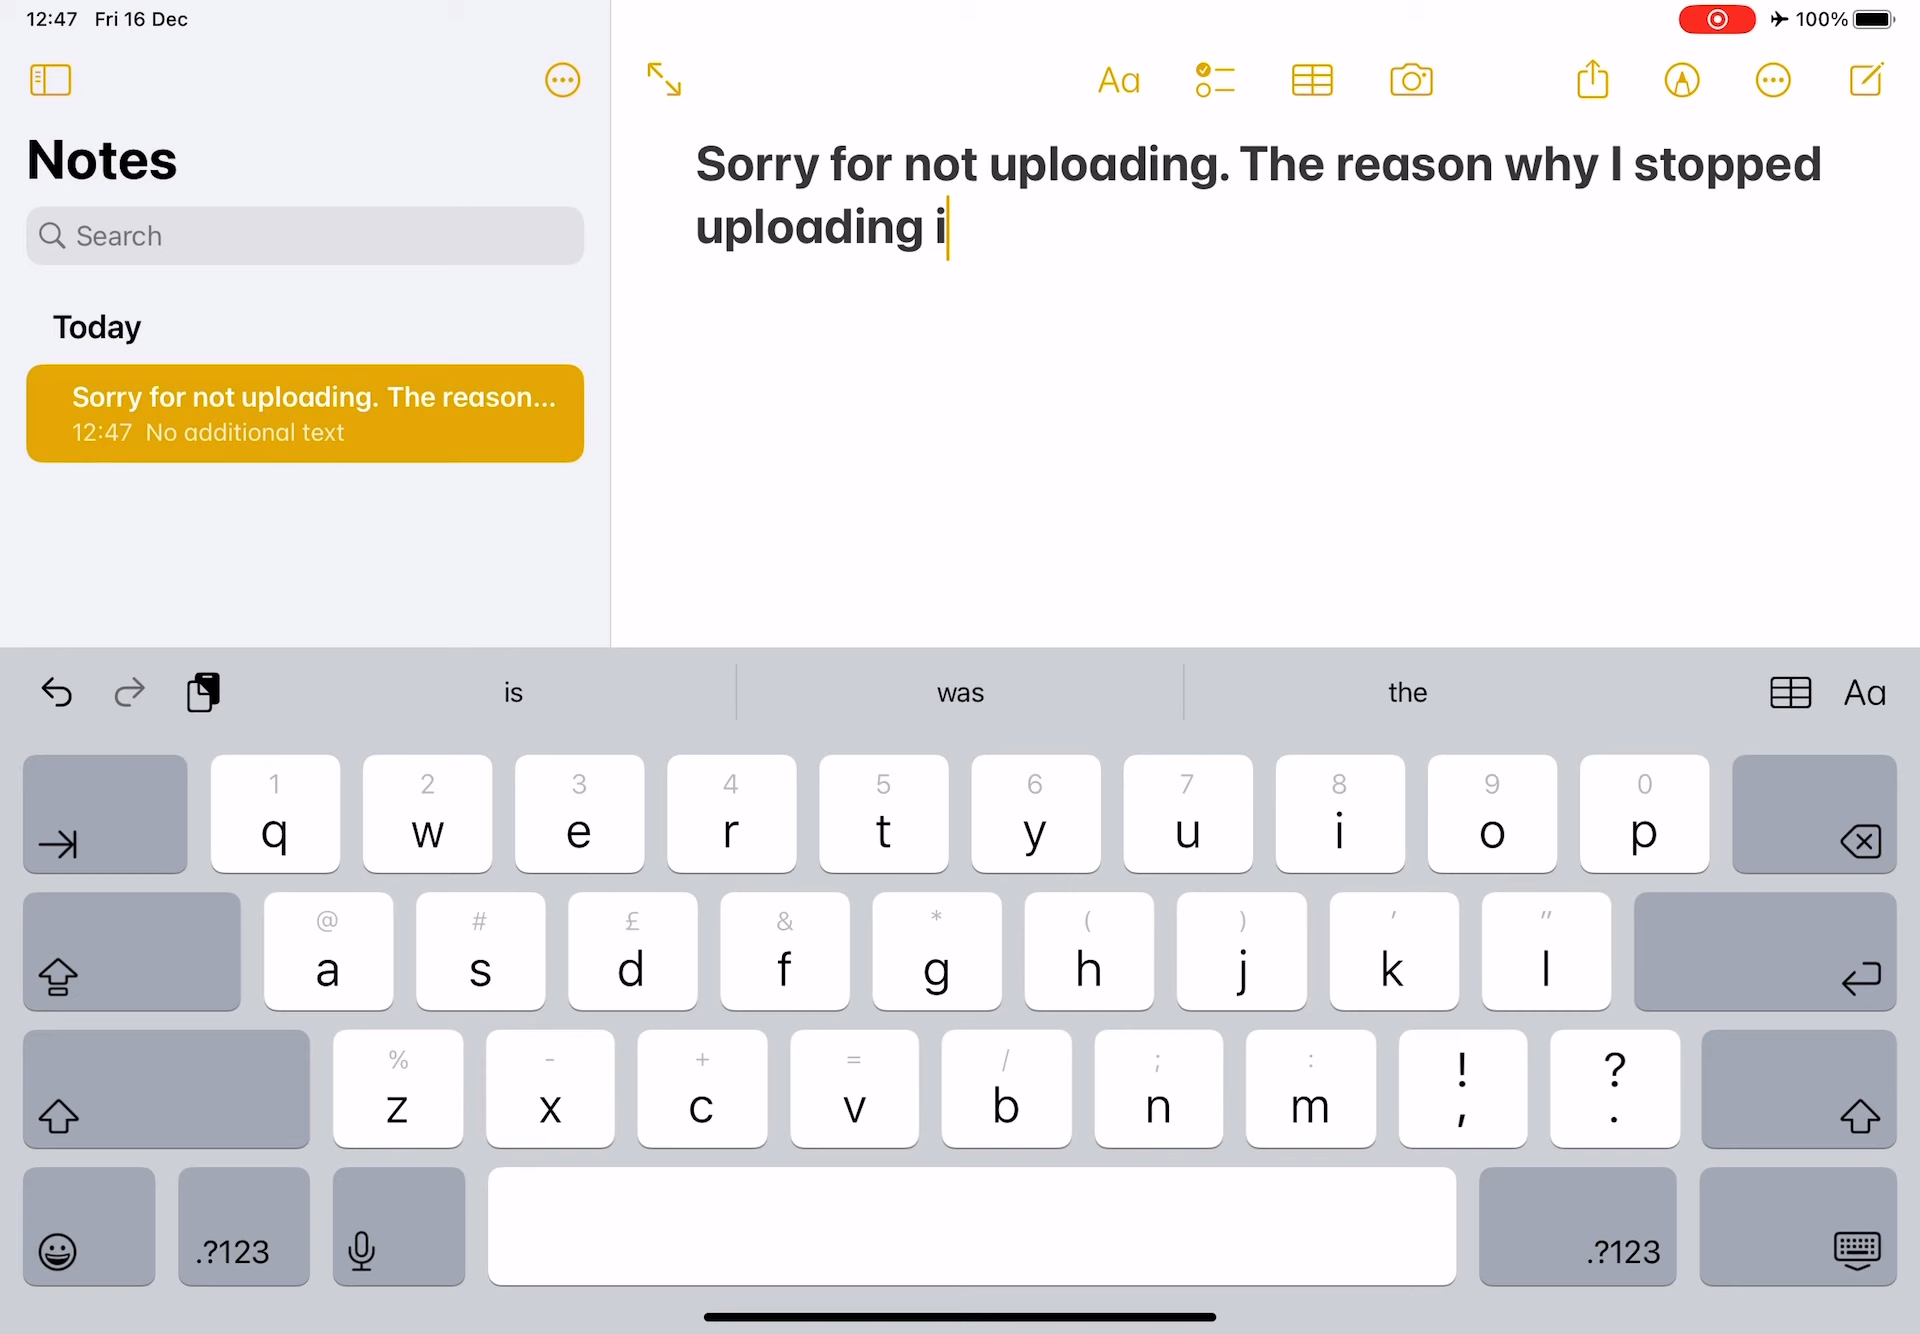 12:47 Fri 16 Dec
100%
Notes
Search
Today
Sorry for not uploading. The reason...
12:47 No additional text
Aa
Sorry for not uploading. The reason why I stopped
uploading i
is was the Aa
1 2 3 4 5 6 7 8 9 0
q w e r t y u i o p
@ # £ & * ( ) ' "
a s d f g h j k l
% - + = / ; : ! ?
z x c v b n m , .
.?123 .?123